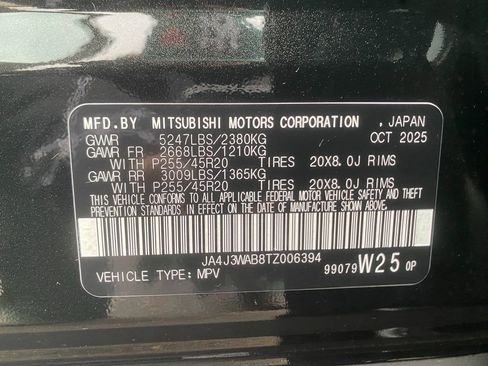 MFD.BY MITSUBISHI MOTORS CORPORATION , JAPAN
GVWR 5247LBS/2380KG OCT 2025
GAWR FR 2668LBS/1210KG
WITH P255/45R20 TIRES 20X8.0J RIMS
GAWR RR 3009LBS/1365KG
WITH P255/45R20 TIRES 20X8.0J RIMS
THIS VEHICLE CONFORMS TO ALL APPLICABLE FEDERAL MOTOR VEHICLE SAFETY AND THEFT
PREVENTION STANDARDS IN EFFECT ON THE DATE OF MANUFACTURE SHOWN ABOVE.
JA4J3WAB8TZ006394
VEHICLE TYPE: MPV 99079 W25 0P